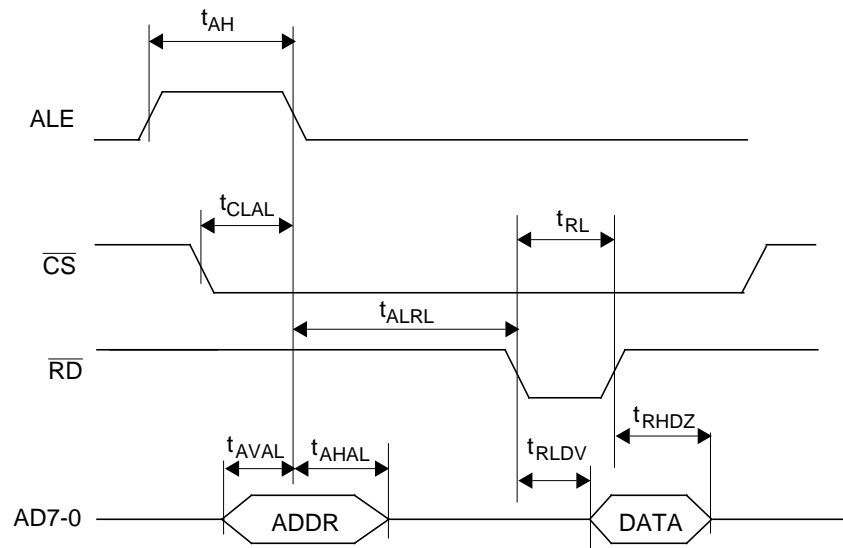 tAH
ALE
tCLAL
tRL
CS
tALRL
RD
tRHDZ
tAVAL
tAHAL
tRLDV
AD7-0
ADDR
DATA